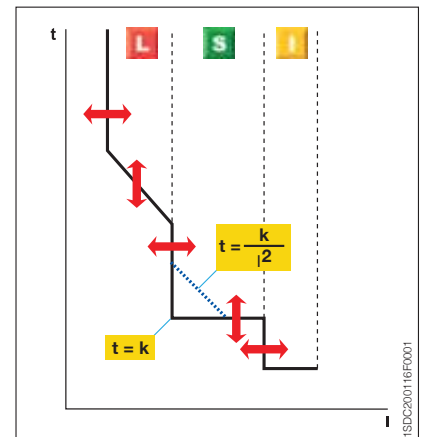 L S I
t
t = k / I²
t = k
I
1SDC200116F0001